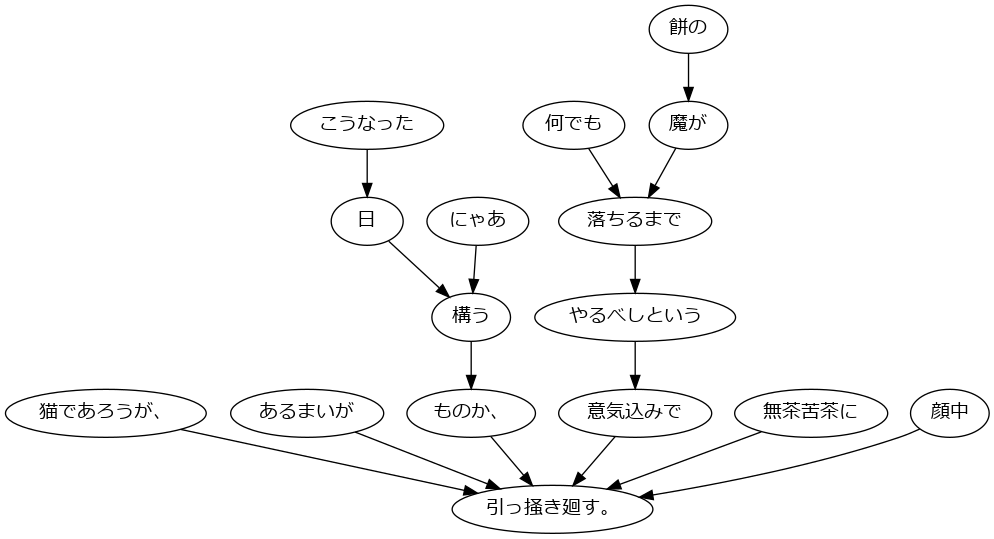 餅の
こうなった
何でも
魔が
日
にゃあ
落ちるまで
構う
やるべしという
猫であろうが、
あるまいが
ものか、
意気込みで
無茶苦茶に
顔中
引っ掻き廻す。